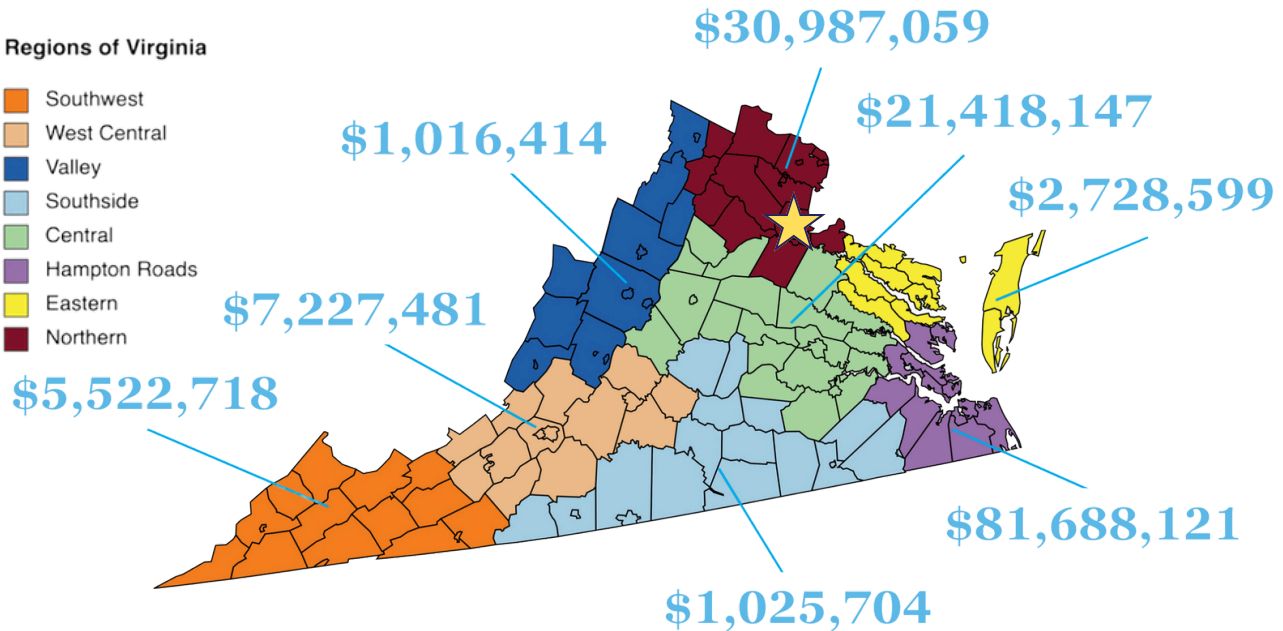 Regions of Virginia
Southwest
West Central
Valley
Southside
Central
Hampton Roads
Eastern
Northern
$30,987,059
$21,418,147
$1,016,414
$2,728,599
$7,227,481
$5,522,718
$81,688,121
$1,025,704